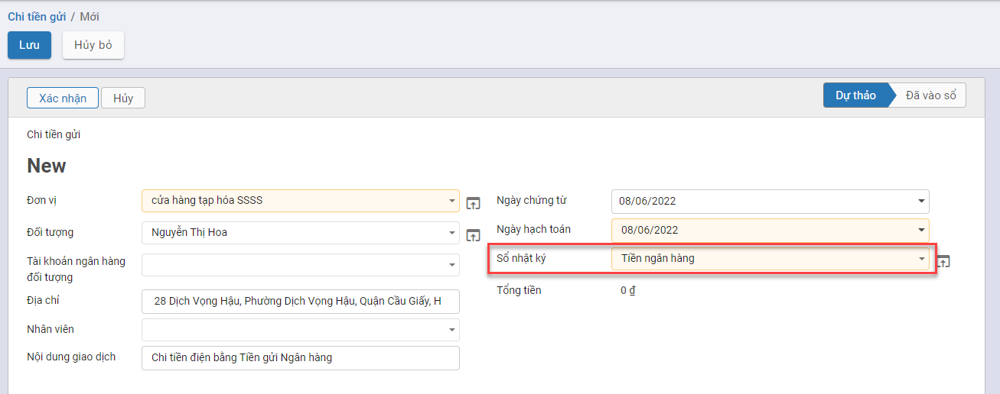 Chi tiền gửi / Mới
Lưu Hủy bỏ
Xác nhận Hủy Dự thảo Đã vào sổ
Chi tiền gửi
New
Đơn vị cửa hàng tạp hóa SSSS
Đối tượng Nguyễn Thị Hoa
Tài khoản ngân hàng
đối tượng
Địa chỉ 28 Dịch Vọng Hậu, Phường Dịch Vọng Hậu, Quận Cầu Giấy, H
Nhân viên
Nội dung giao dịch Chi tiền điện bằng Tiền gửi Ngân hàng
Ngày chứng từ 08/06/2022
Ngày hạch toán 08/06/2022
Sổ nhật ký Tiền ngân hàng
Tổng tiền 0 ₫